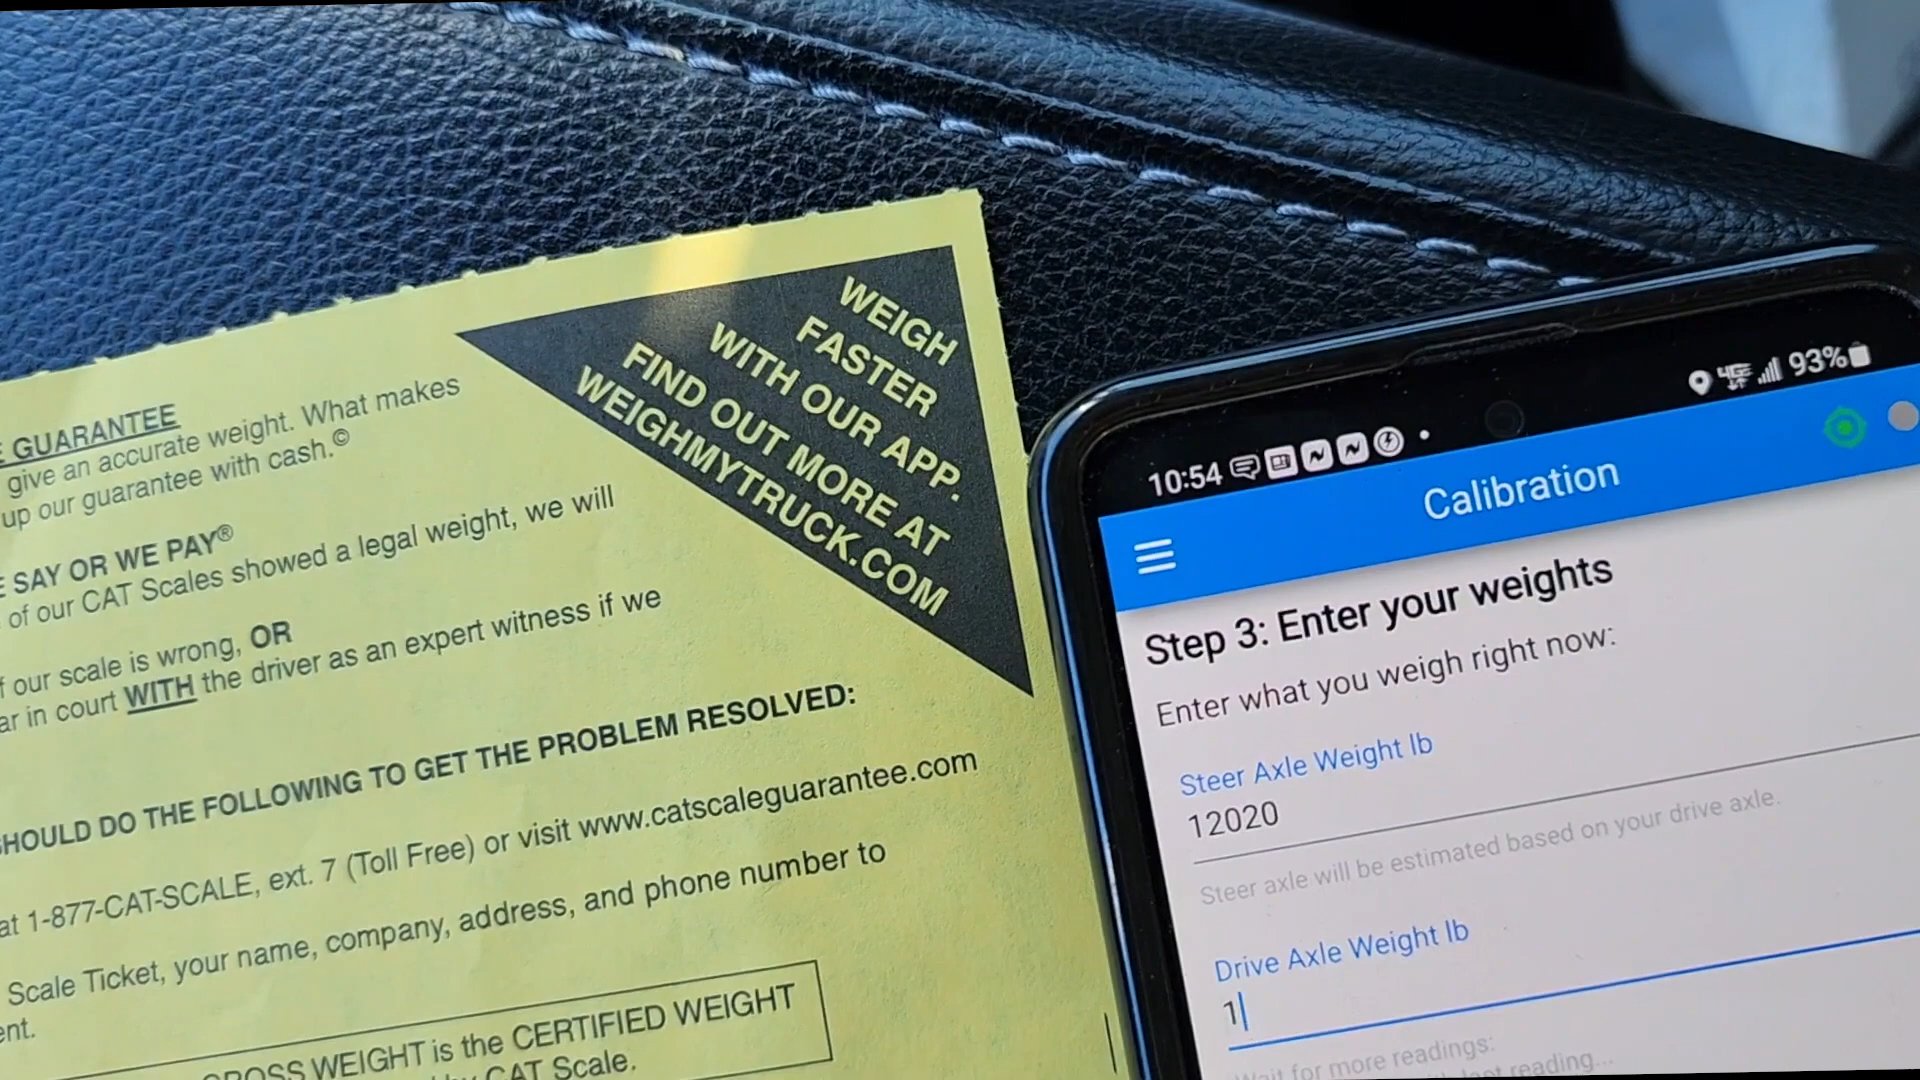 GUARANTEE
give an accurate weight. What makes
up our guarantee with cash.©
SAY OR WE PAY®
of our CAT Scales showed a legal weight, we will
our scale is wrong, OR
in court WITH the driver as an expert witness if we
DO THE FOLLOWING TO GET THE PROBLEM RESOLVED:
at 1-877-CAT-SCALE, ext. 7 (Toll Free) or visit www.catscaleguarantee.com
Scale Ticket, your name, company, address, and phone number to
WEIGHT is the CERTIFIED WEIGHT
CAT Scale.
WEIGH
FASTER
WITH OUR APP.
FIND OUT MORE AT
WEIGHMYTRUCK.COM
10:54 4GE 93%
Calibration
Step 3: Enter your weights
Enter what you weigh right now:
Steer Axle Weight lb
12020
Steer axle will be estimated based on your drive axle.
Drive Axle Weight lb
1
Wait for more readings:
last reading...